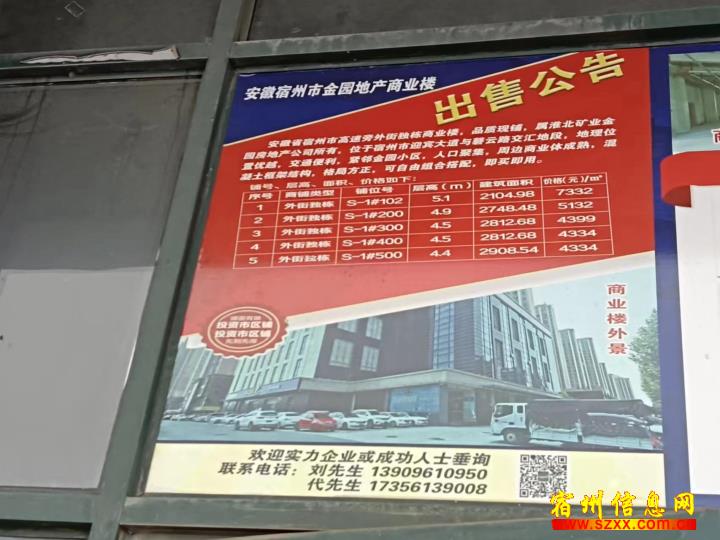 安徽宿州市金园地产商业楼
出售公告
安徽省宿州市高速旁外街独栋商业楼，品质现铺，属淮北矿业金
园房地产公司所有，位于宿州市迎宾大道与磬云路交汇地段，地理位
置优越，交通便利，紧邻金园小区，人口聚集，周边商业体成熟，混
凝土框架结构，格局方正，可自由组合搭配，即买即用。
铺号、层高、面积、价格如下：
序号 商铺类型 铺位号 层高（m） 建筑面积 价格(元)/m²
1 外街独栋 S-1#102 5.1 2104.98 7332
2 外街独栋 S-1#200 4.9 2748.48 5132
3 外街独栋 S-1#300 4.5 2812.68 4399
4 外街独栋 S-1#400 4.5 2812.68 4334
5 外街独栋 S-1#500 4.4 2908.54 4334
商业楼外景
投资市区铺
投资市区铺
欢迎实力企业或成功人士垂询
联系电话：刘先生 13909610950
代先生 17356139008
宿州信息网
www.szxx.com.cn